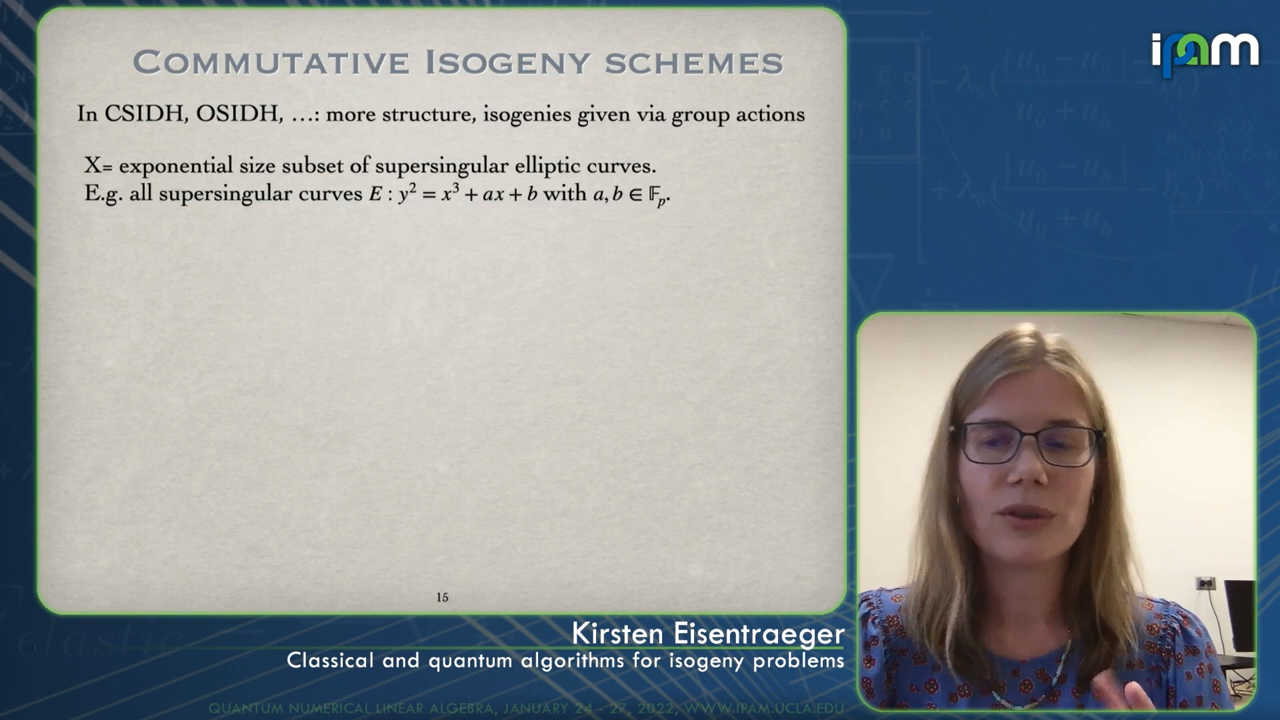 COMMUTATIVE ISOGENY SCHEMES
In CSIDH, OSIDH, …: more structure, isogenies given via group actions
X= exponential size subset of supersingular elliptic curves.
E.g. all supersingular curves E : y² = x³ + ax + b with a, b ∈ 𝔽ₚ.
15
ipam
Kirsten Eisentraeger
Classical and quantum algorithms for isogeny problems
QUANTUM NUMERICAL LINEAR ALGEBRA, JANUARY 24 - 27, 2022, WWW.IPAM.UCLA.EDU